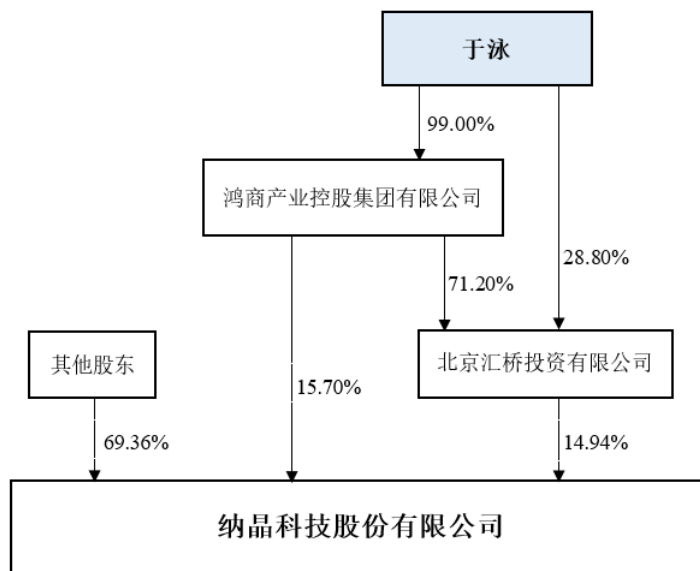 于泳
99.00%
鸿商产业控股集团有限公司
28.80%
71.20%
其他股东
北京汇桥投资有限公司
15.70%
69.36%
14.94%
纳晶科技股份有限公司